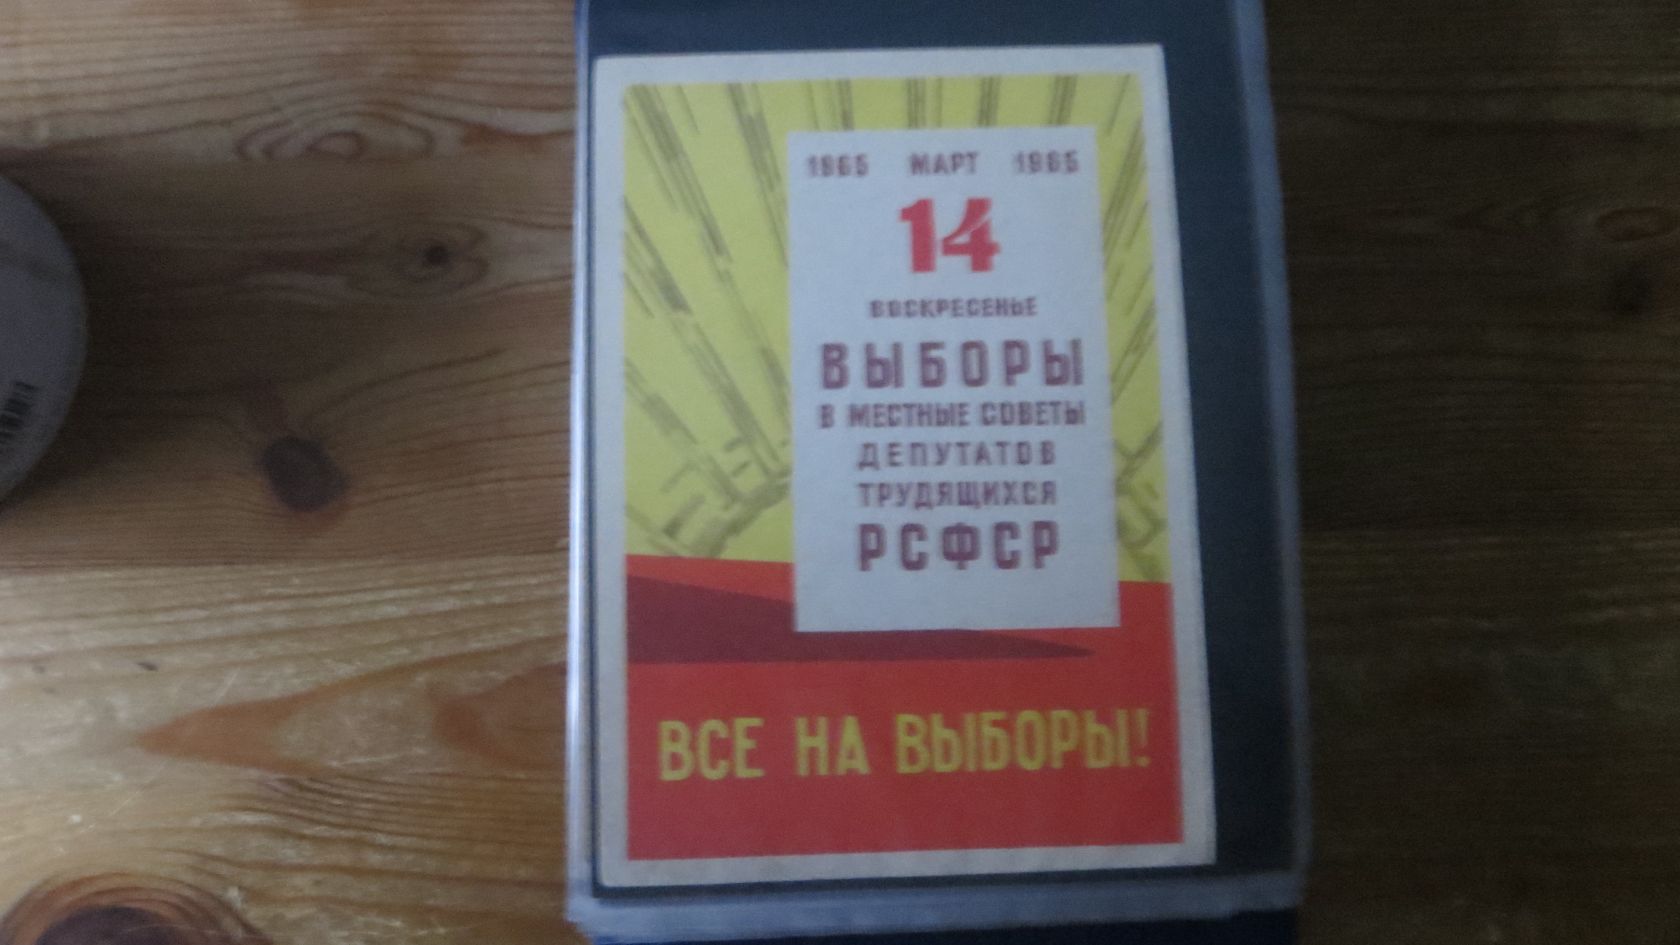 1965 МАРТ 1965
14
ВОСКРЕСЕНЬЕ
ВЫБОРЫ
В МЕСТНЫЕ СОВЕТЫ
ДЕПУТАТОВ
ТРУДЯЩИХСЯ
РСФСР
ВСЕ НА ВЫБОРЫ!